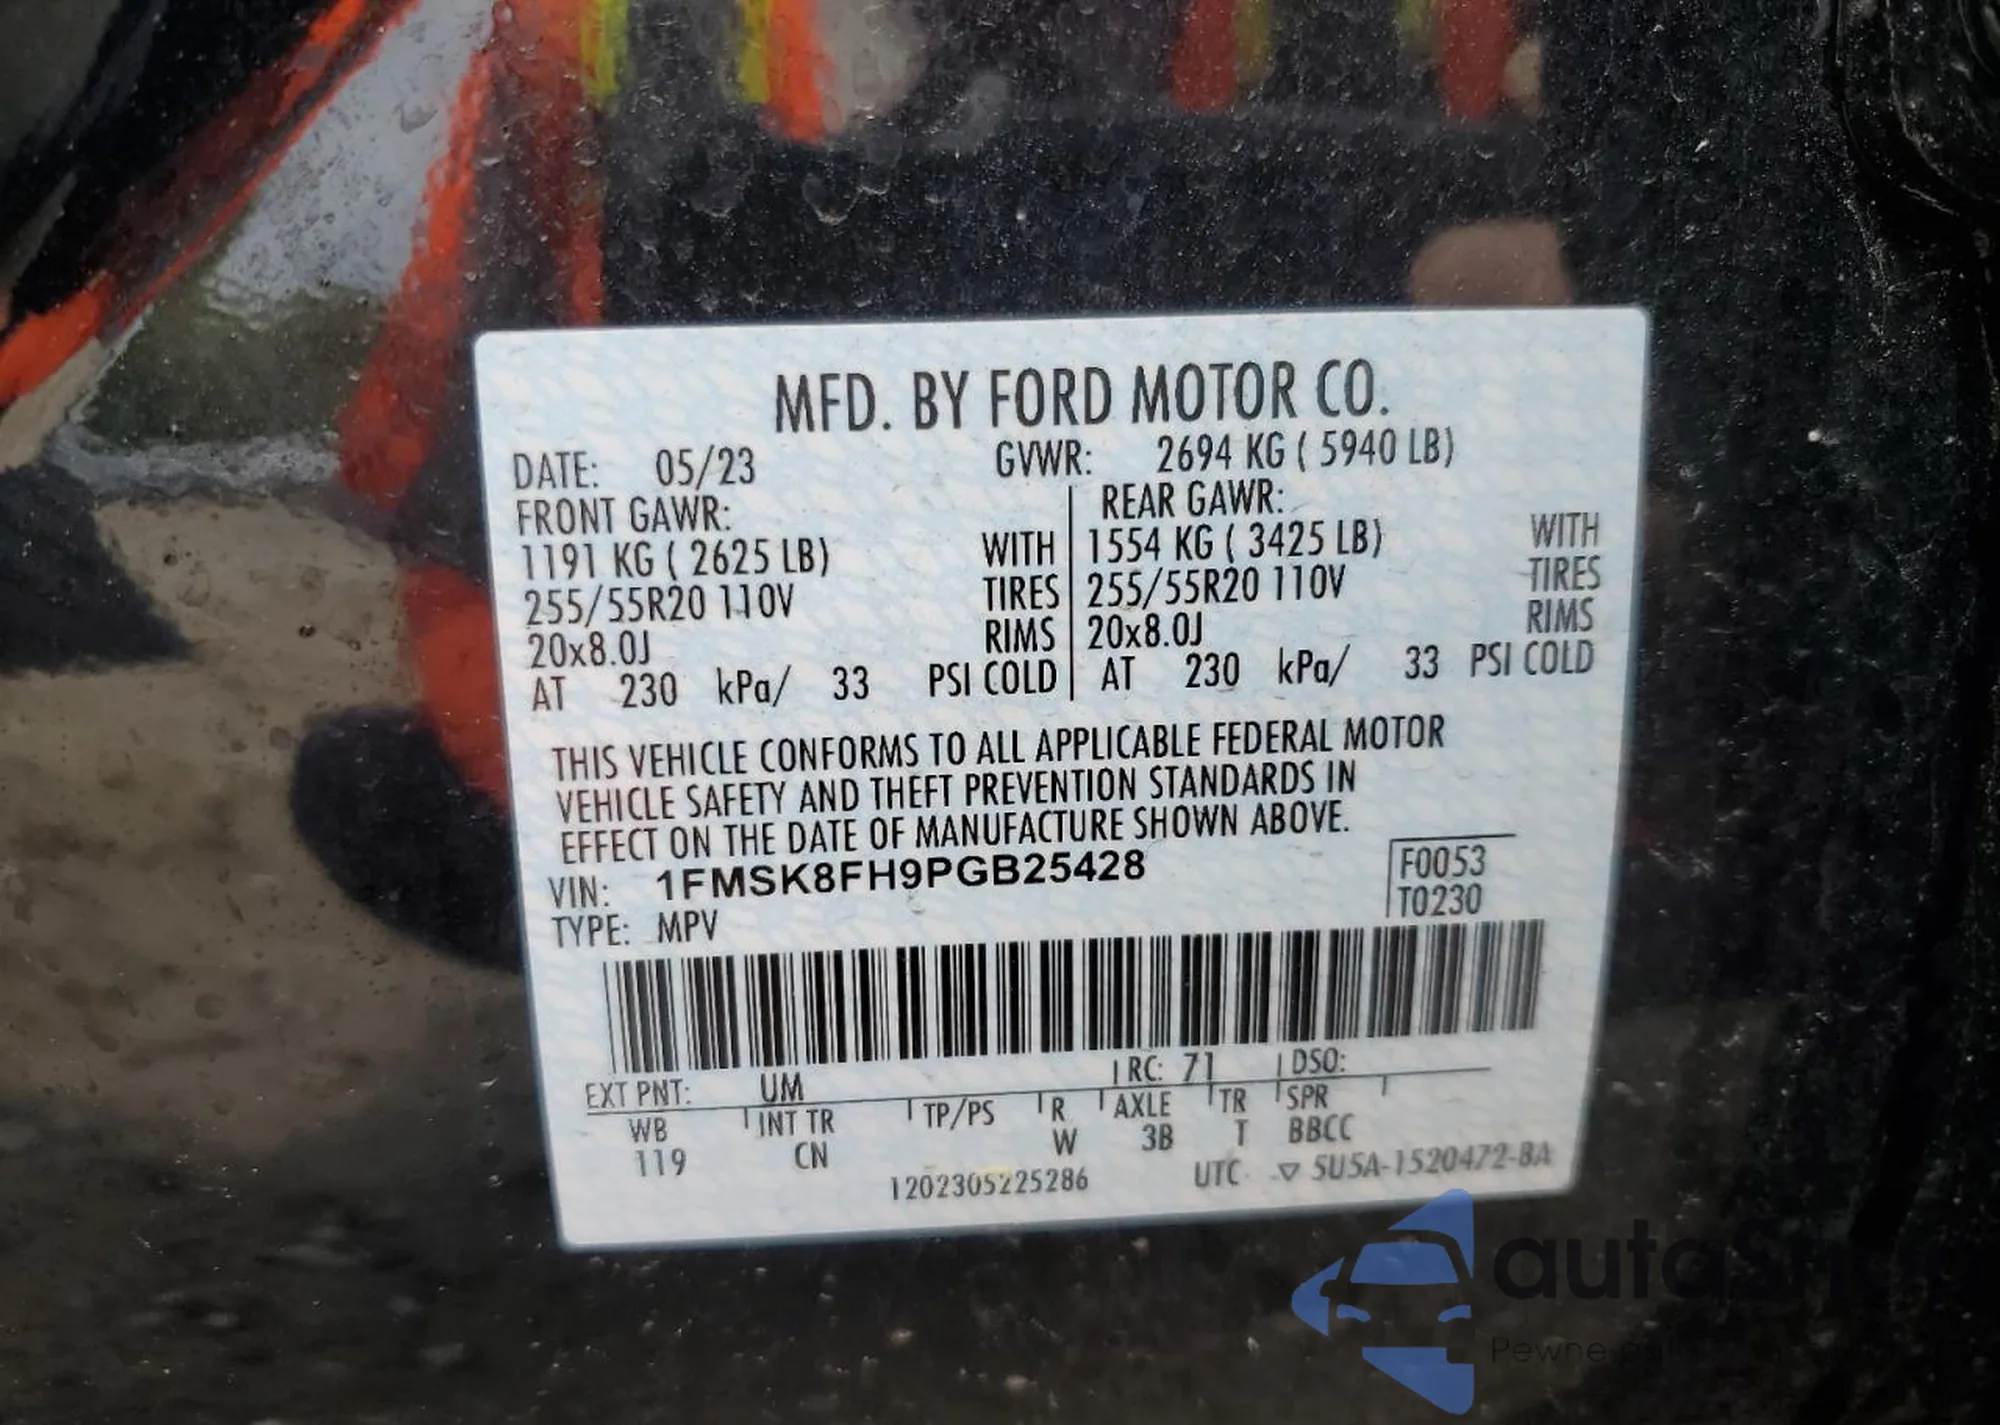 MFD. BY FORD MOTOR CO.
DATE: 05/23 GVWR: 2694 KG ( 5940 LB)
FRONT GAWR: REAR GAWR:
1191 KG ( 2625 LB) WITH 1554 KG ( 3425 LB) WITH
255/55R20 110V TIRES 255/55R20 110V TIRES
20x8.0J RIMS 20x8.0J RIMS
AT 230 kPa/ 33 PSI COLD AT 230 kPa/ 33 PSI COLD
THIS VEHICLE CONFORMS TO ALL APPLICABLE FEDERAL MOTOR
VEHICLE SAFETY AND THEFT PREVENTION STANDARDS IN
EFFECT ON THE DATE OF MANUFACTURE SHOWN ABOVE.
VIN: 1FMSK8FH9PGB25428 F0053
TYPE: MPV T0230
EXT PNT: UM RC: 71 DSO:
WB INT TR TP/PS R AXLE TR SPR
119 CN W 3B T BBCC
1202305225286 UTC ▽ 5U5A-1520472-BA
Pewne